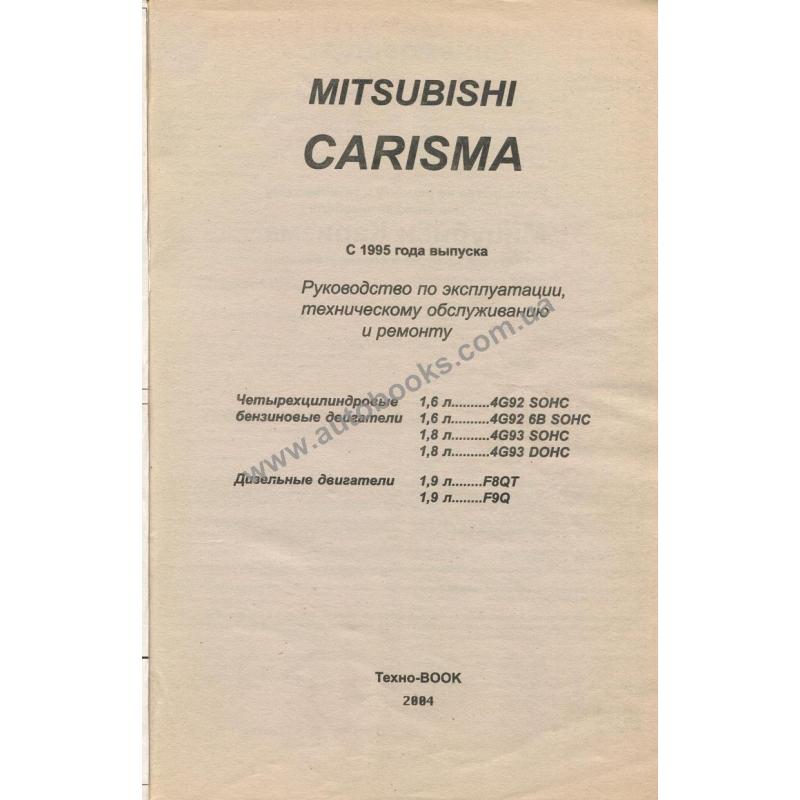 MITSUBISHI
CARISMA
С 1995 года выпуска
Руководство по эксплуатации,
техническому обслуживанию
и ремонту
Четырехцилиндровые 1,6 л..........4G92 SOHC
бензиновые двигатели 1,6 л..........4G92 6B SOHC
1,8 л..........4G93 SOHC
1,8 л..........4G93 DOHC
Дизельные двигатели 1,9 л........F8QT
1,9 л........F9Q
www.autobooks.com.ua
Техно-BOOK
2004